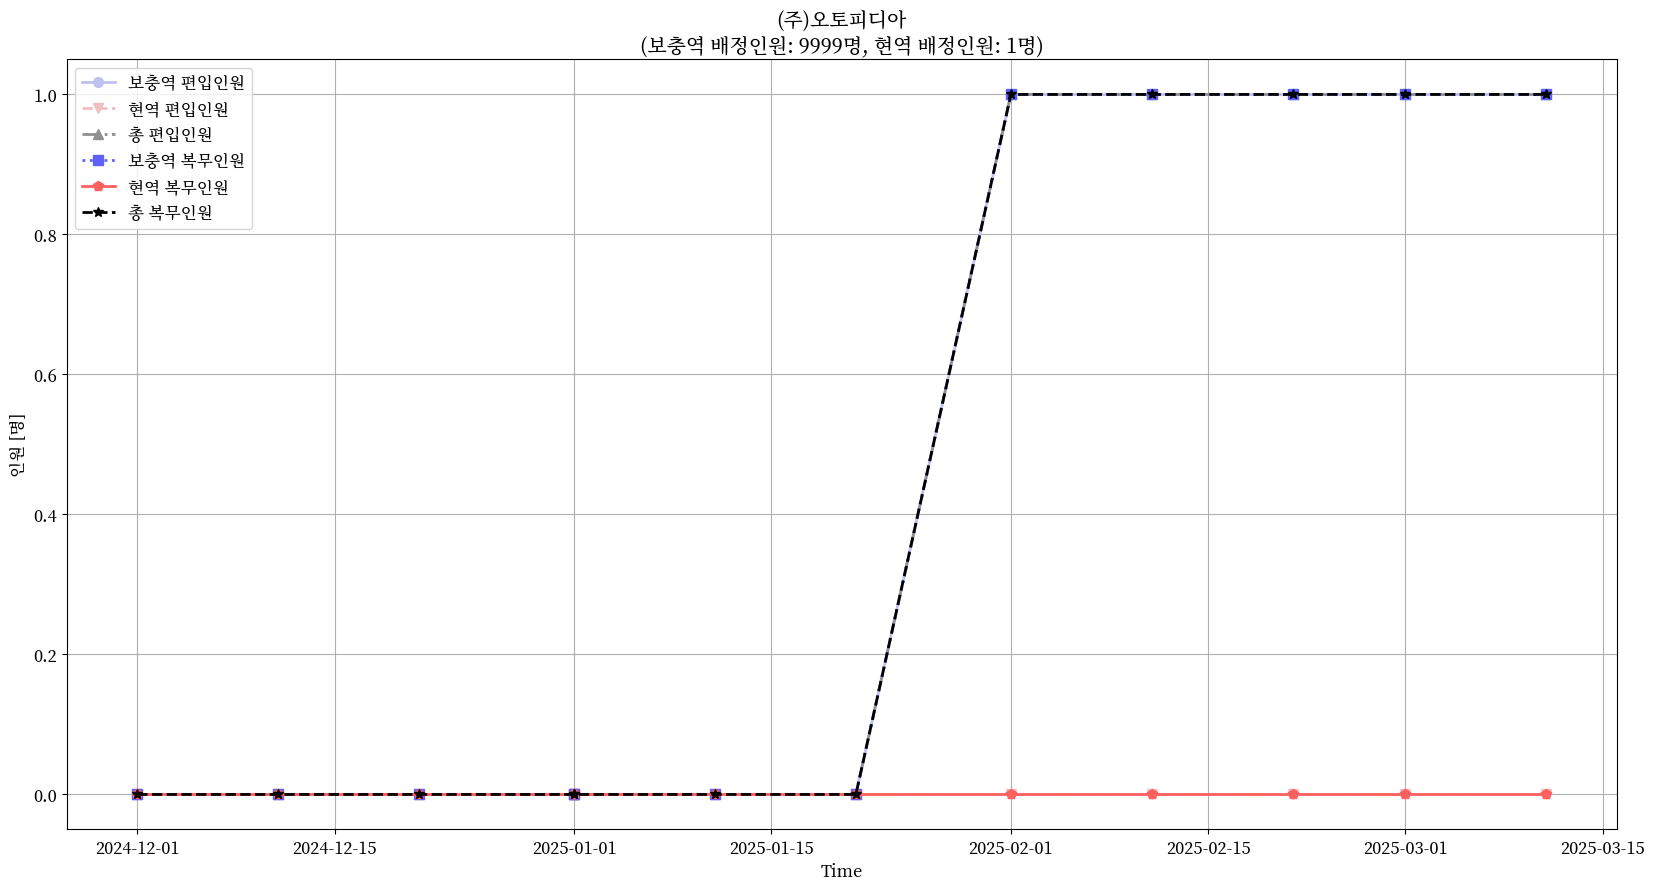 (주)오토피디아
(보충역 배정인원: 9999명, 현역 배정인원: 1명)
보충역 편입인원
현역 편입인원
총 편입인원
보충역 복무인원
현역 복무인원
총 복무인원
1.0
0.8
0.6
0.4
0.2
0.0
인원 [명]
2024-12-01
2024-12-15
2025-01-01
2025-01-15
2025-02-01
2025-02-15
2025-03-01
2025-03-15
Time